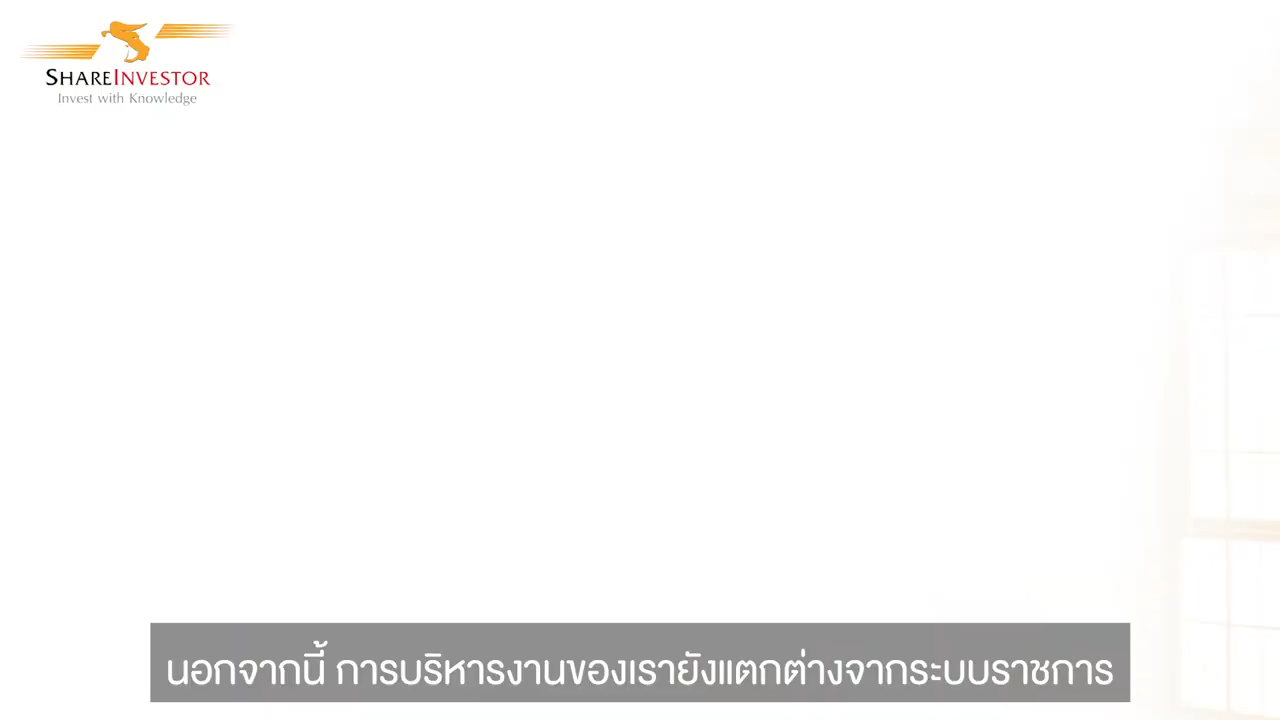 SHAREINVESTOR
Invest with Knowledge
นอกจากนี้ การบริหารงานของเรายังแตกต่างจากระบบราชการ